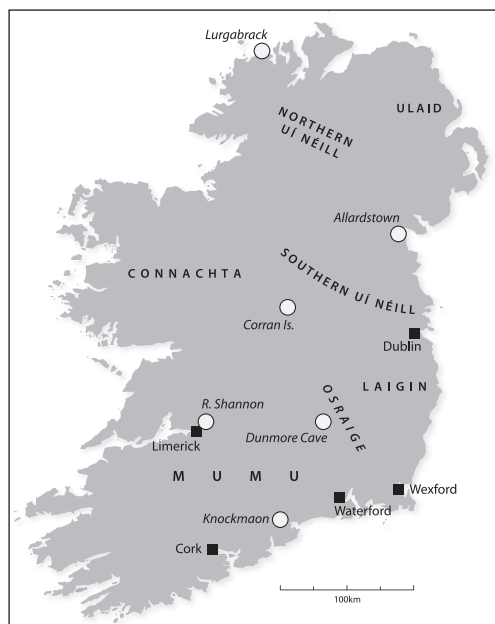 Lurgabrack
ULAID
NORTHERN
UÍ NÉILL
Allardstown
CONNACHTA
SOUTHERN UÍ NÉILL
Corran Is.
Dublin
LAIGIN
OSRAIGE
R. Shannon
Limerick
Dunmore Cave
MUMU
Wexford
Waterford
Knockmaon
Cork
100km